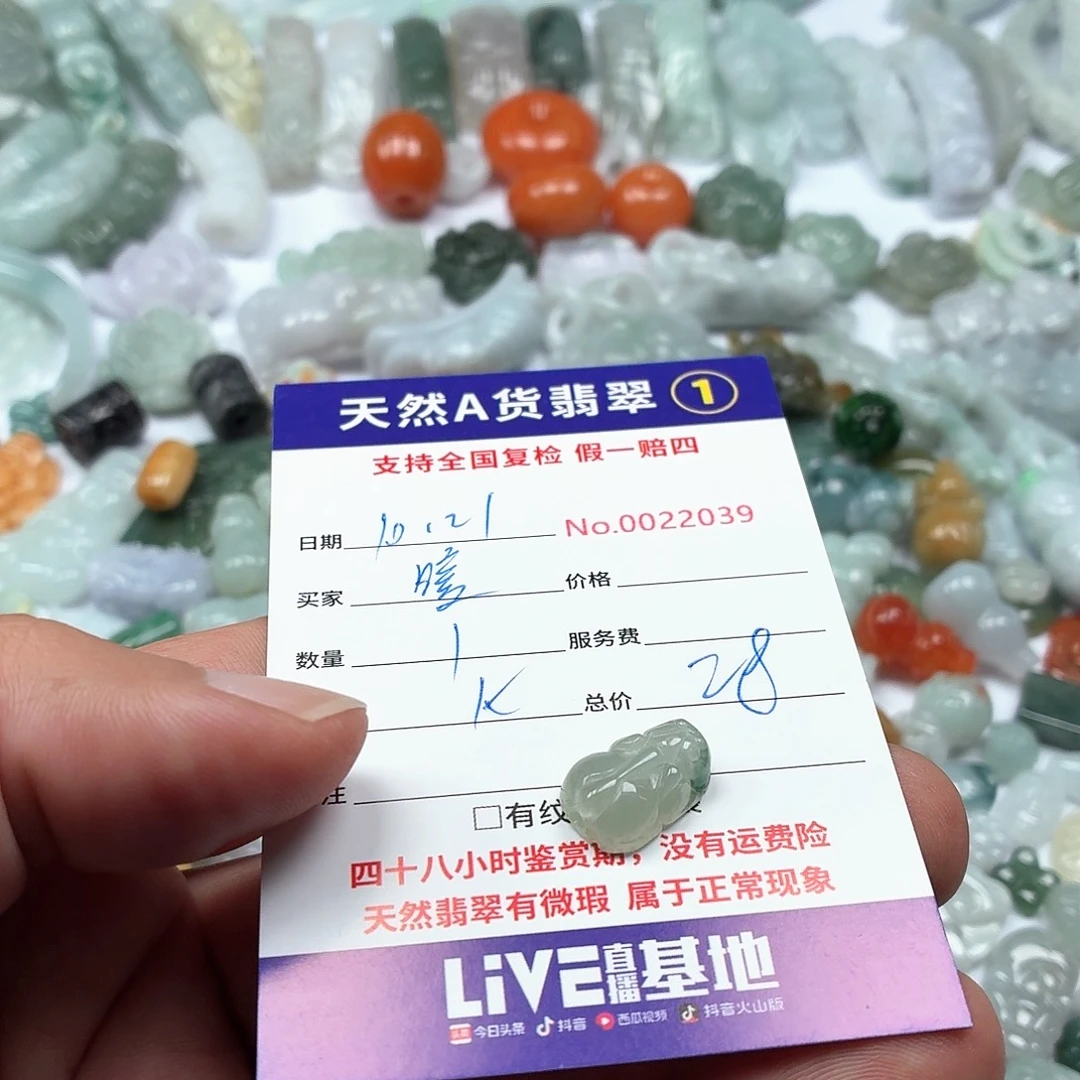 天然A货翡翠 1
支持全国复检 假一赔四
日期 10.21 No.0022039
买家 暖 价格
数量 1 服务费
K 总价 28
注
□有纹
四十八小时鉴赏期，没有运费险
天然翡翠有微瑕 属于正常现象
LiVE直播基地
头条 今日头条 抖音 西瓜视频 抖音火山版